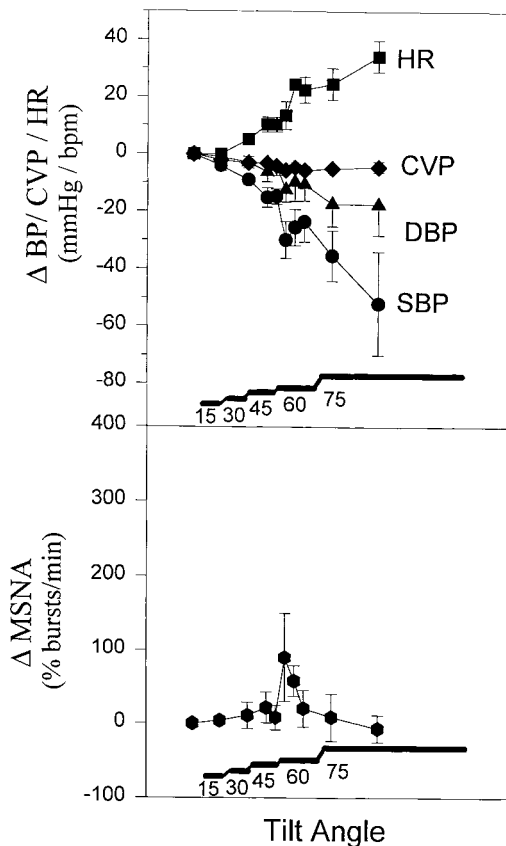 Δ BP/ CVP / HR
(mmHg / bpm)
40
20
0
-20
-40
-60
-80
HR
CVP
DBP
SBP
15 30 45 60 75
Δ MSNA
(% bursts/min)
400
300
200
100
0
-100
15 30 45 60 75
Tilt Angle